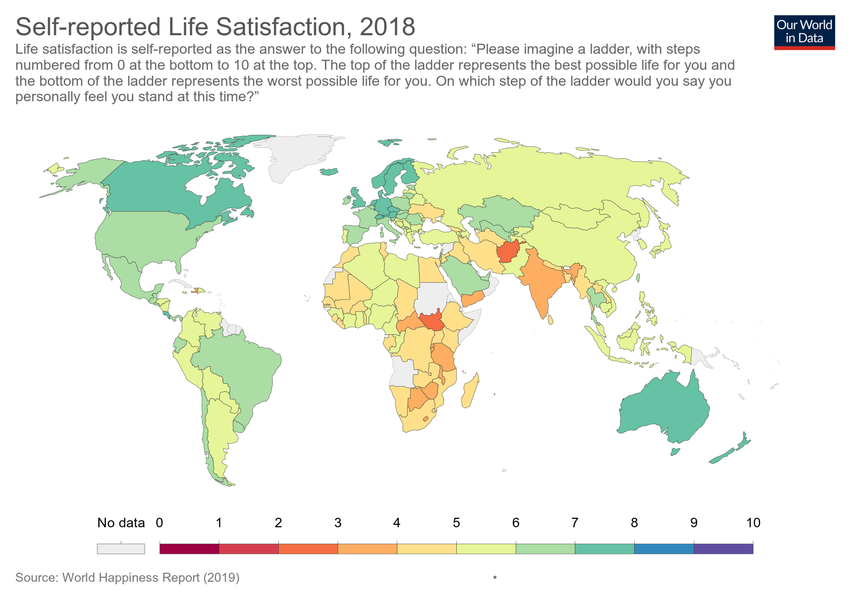 Self-reported Life Satisfaction, 2018
Our World
in Data
Life satisfaction is self-reported as the answer to the following question: “Please imagine a ladder, with steps
numbered from 0 at the bottom to 10 at the top. The top of the ladder represents the best possible life for you and
the bottom of the ladder represents the worst possible life for you. On which step of the ladder would you say you
personally feel you stand at this time?”
No data 0 1 2 3 4 5 6 7 8 9 10
Source: World Happiness Report (2019)